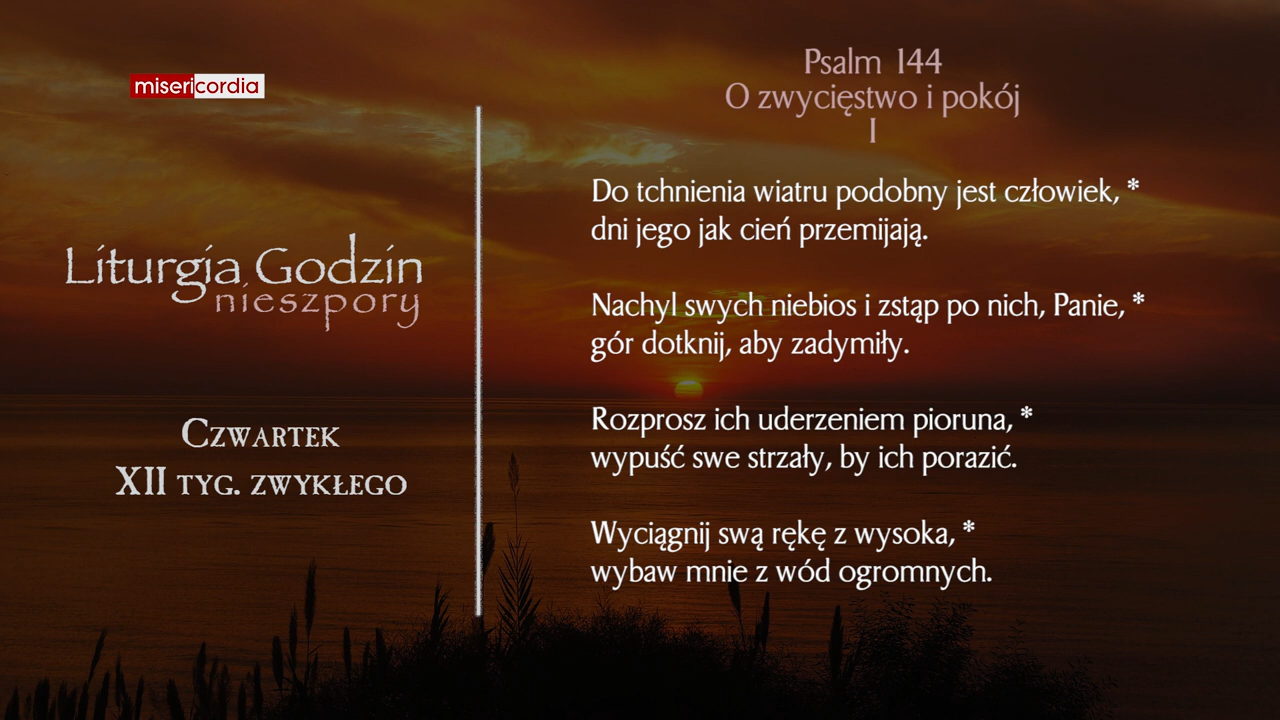 misericordia
Liturgia Godzin
nieszpory
Czwartek
XII tyg. zwykłego
Psalm 144
O zwycięstwo i pokój
I
Do tchnienia wiatru podobny jest człowiek, *
dni jego jak cień przemijają.
Nachyl swych niebios i zstąp po nich, Panie, *
gór dotknij, aby zadymiły.
Rozprosz ich uderzeniem pioruna, *
wypuść swe strzały, by ich porazić.
Wyciągnij swą rękę z wysoka, *
wybaw mnie z wód ogromnych.